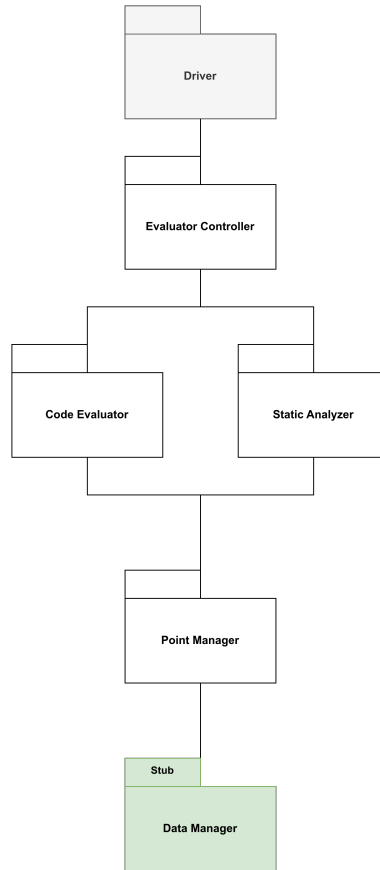 Driver
Evaluator Controller
Code Evaluator
Static Analyzer
Point Manager
Stub
Data Manager